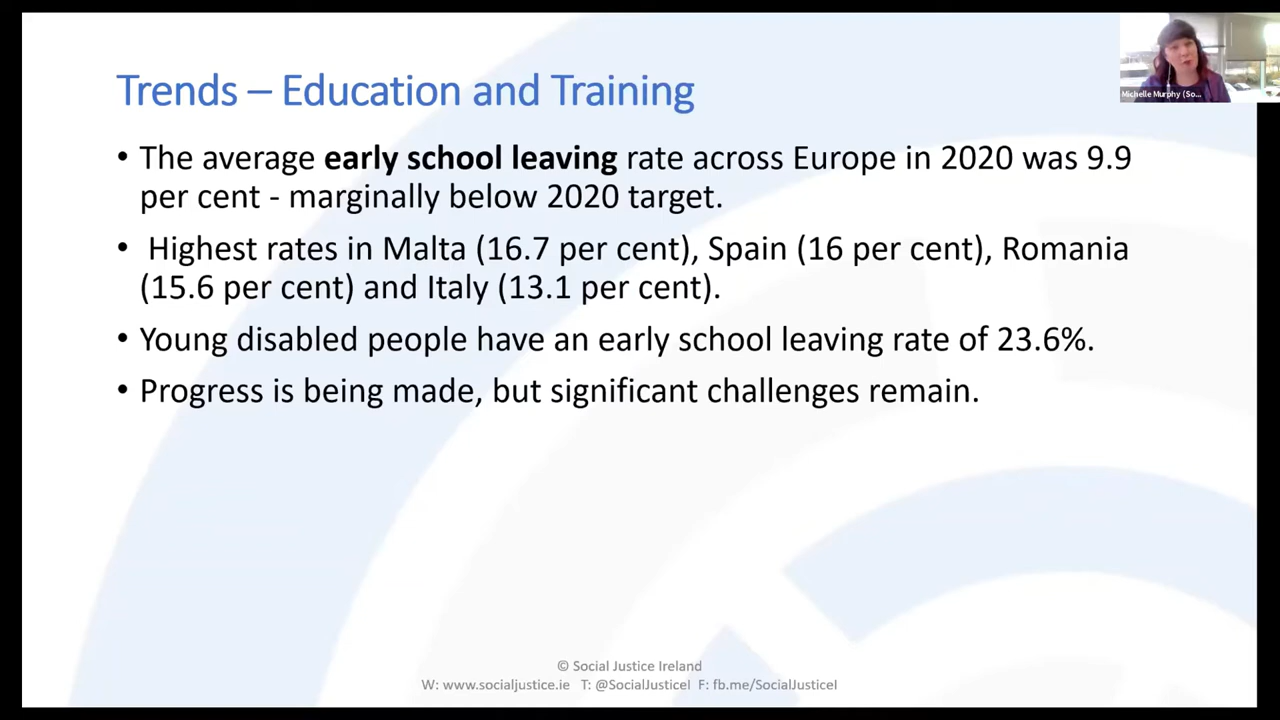 Trends – Education and Training
Michelle Murphy (So...
• The average early school leaving rate across Europe in 2020 was 9.9
per cent - marginally below 2020 target.
• Highest rates in Malta (16.7 per cent), Spain (16 per cent), Romania
(15.6 per cent) and Italy (13.1 per cent).
• Young disabled people have an early school leaving rate of 23.6%.
• Progress is being made, but significant challenges remain.
© Social Justice Ireland
W: www.socialjustice.ie T: @SocialJusticeI F: fb.me/SocialJusticeI